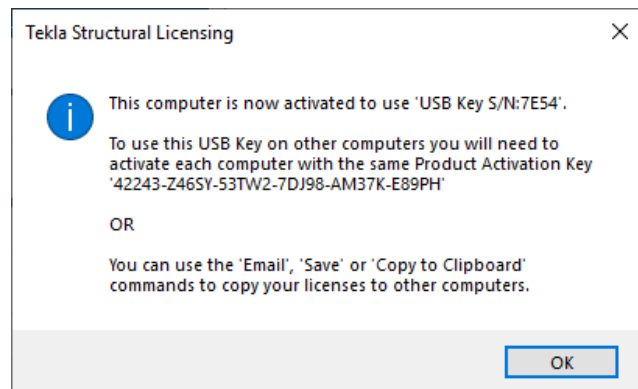 Tekla Structural Licensing
This computer is now activated to use 'USB Key S/N:7E54'.
To use this USB Key on other computers you will need to
activate each computer with the same Product Activation Key
'42243-Z46SY-53TW2-7DJ98-AM37K-E89PH'
OR
You can use the 'Email', 'Save' or 'Copy to Clipboard'
commands to copy your licenses to other computers.
OK